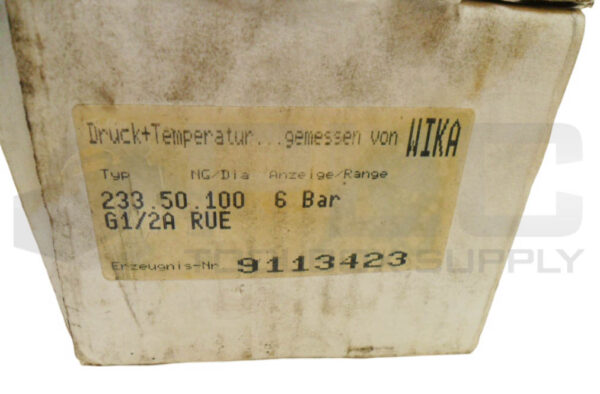 Druck+Temperatur...gemessen von WIKA
Typ NG/Dia Anzeige/Range
233.50.100 6 Bar
G1/2A RUE
Erzeugnis-Nr. 9113423
SUPPLY